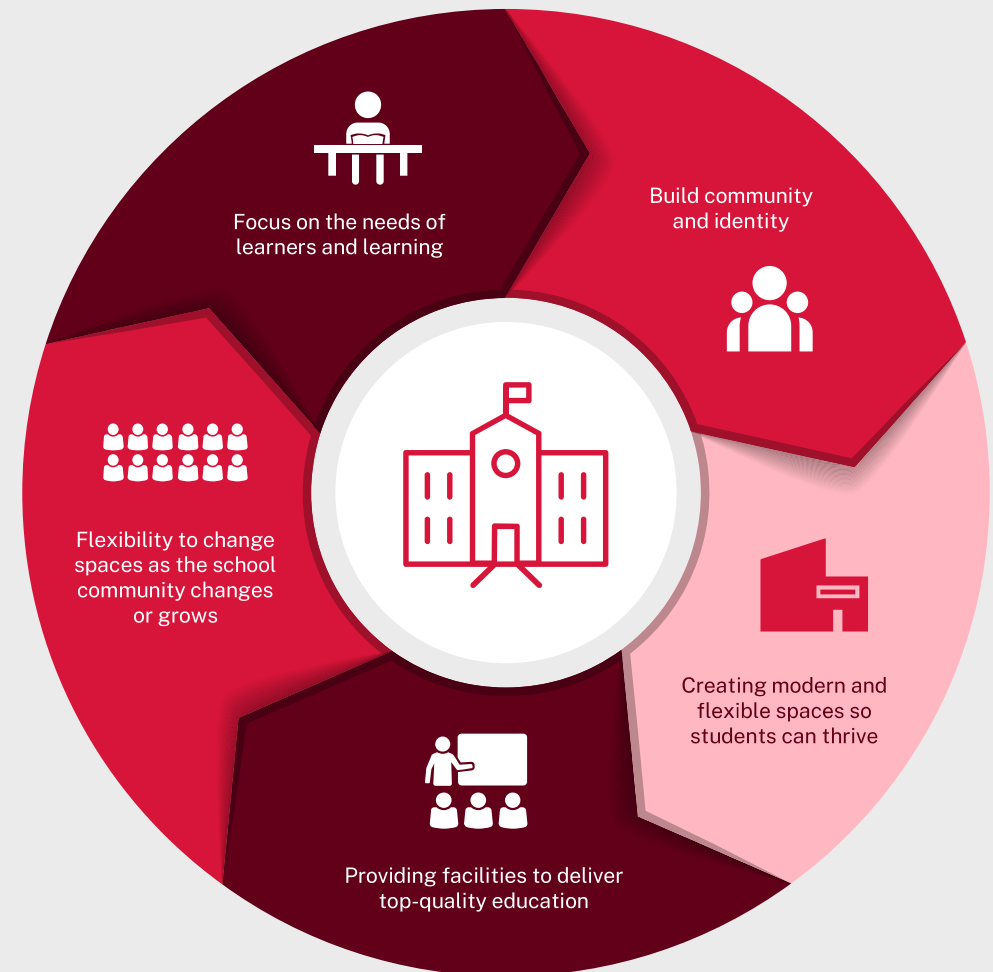 Focus on the needs of
learners and learning
Build community
and identity
Creating modern and
flexible spaces so
students can thrive
Providing facilities to deliver
top-quality education
Flexibility to change
spaces as the school
community changes
or grows